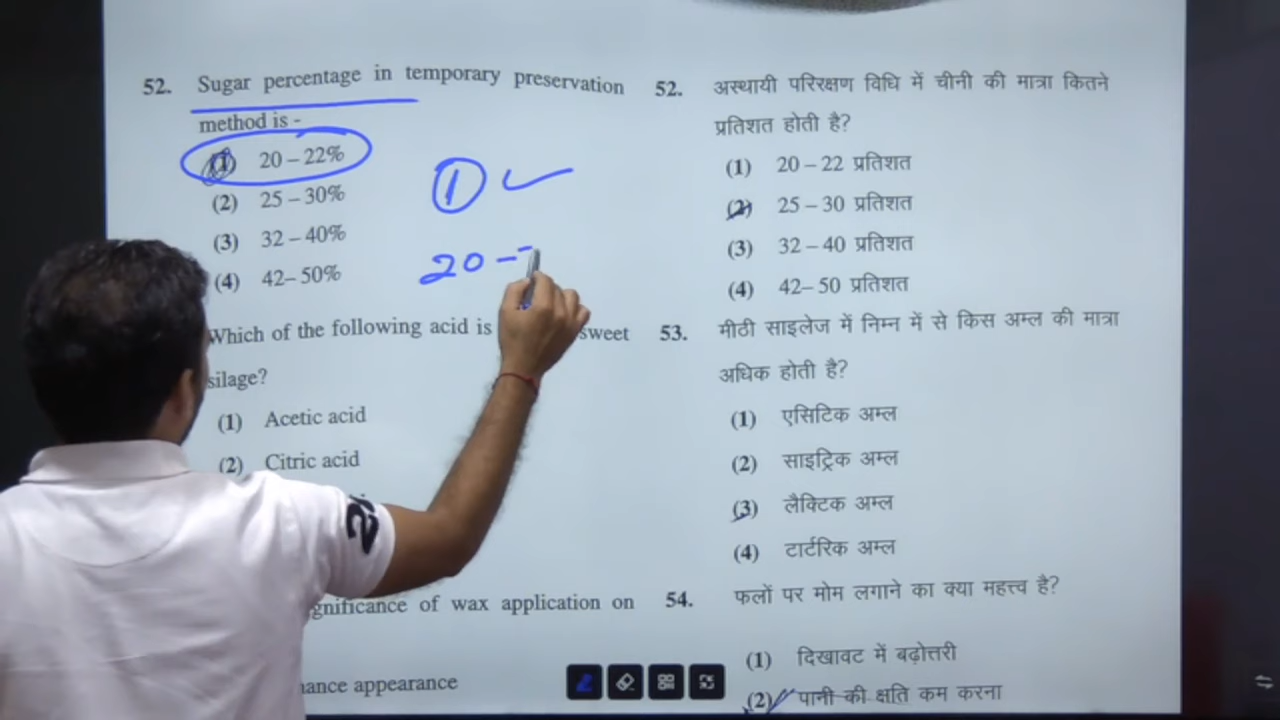 52. Sugar percentage in temporary preservation
method is -
(1) 20 – 22%
(2) 25 – 30%
(3) 32 – 40%
(4) 42– 50%
1
20 –
Which of the following acid is sweet
silage?
(1) Acetic acid
(2) Citric acid
gnificance of wax application on
ance appearance
52. अस्थायी परिरक्षण विधि में चीनी की मात्रा कितने
प्रतिशत होती है?
(1) 20 – 22 प्रतिशत
(2) 25 – 30 प्रतिशत
(3) 32 – 40 प्रतिशत
(4) 42– 50 प्रतिशत
53. मीठी साइलेज में निम्न में से किस अम्ल की मात्रा
अधिक होती है?
(1) एसिटिक अम्ल
(2) साइट्रिक अम्ल
(3) लैक्टिक अम्ल
(4) टार्टरिक अम्ल
54. फलों पर मोम लगाने का क्या महत्त्व है?
(1) दिखावट में बढ़ोत्तरी
(2) पानी की क्षति कम करना